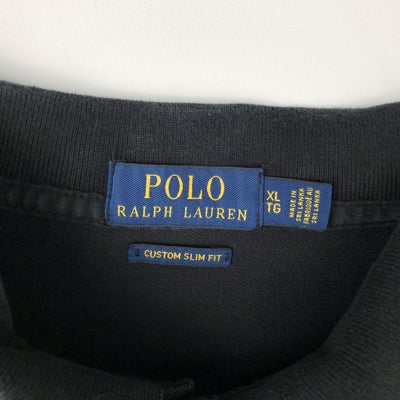 POLO
RALPH LAUREN
XL
TG
MADE IN
SRI LANKA
FABRIQUÉ AU
SRI LANKA
CUSTOM SLIM FIT